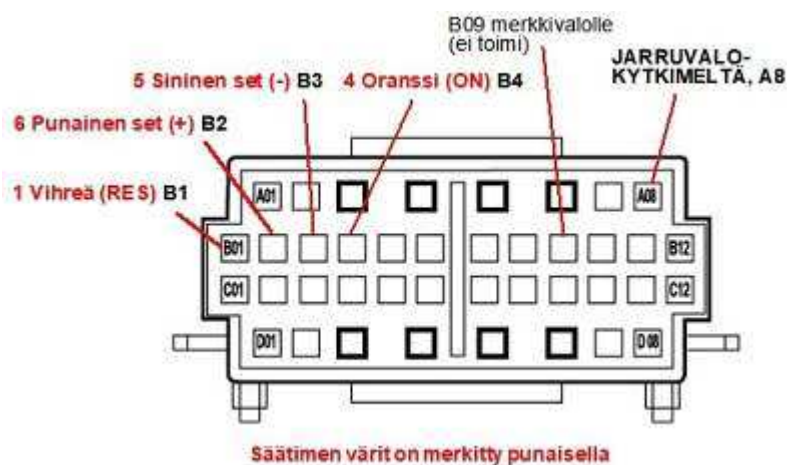 B09 merkkivalolle
(ei toimi)
JARRUVALO-
KYTKIMELTÄ, A8
5 Sininen set (-) B3
4 Oranssi (ON) B4
6 Punainen set (+) B2
1 Vihreä (RES) B1
A01
A08
B01
B12
C01
C12
D01
D08
Säätimen värit on merkitty punaisella